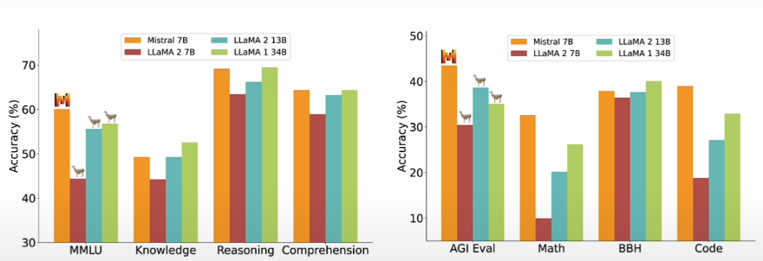 Mistral 7B LLaMA 2 13B
LLaMA 2 7B LLaMA 1 34B
Accuracy (%)
70
60
50
40
30
MMLU Knowledge Reasoning Comprehension
Mistral 7B LLaMA 2 13B
LLaMA 2 7B LLaMA 1 34B
Accuracy (%)
50
40
30
20
10
AGI Eval Math BBH Code